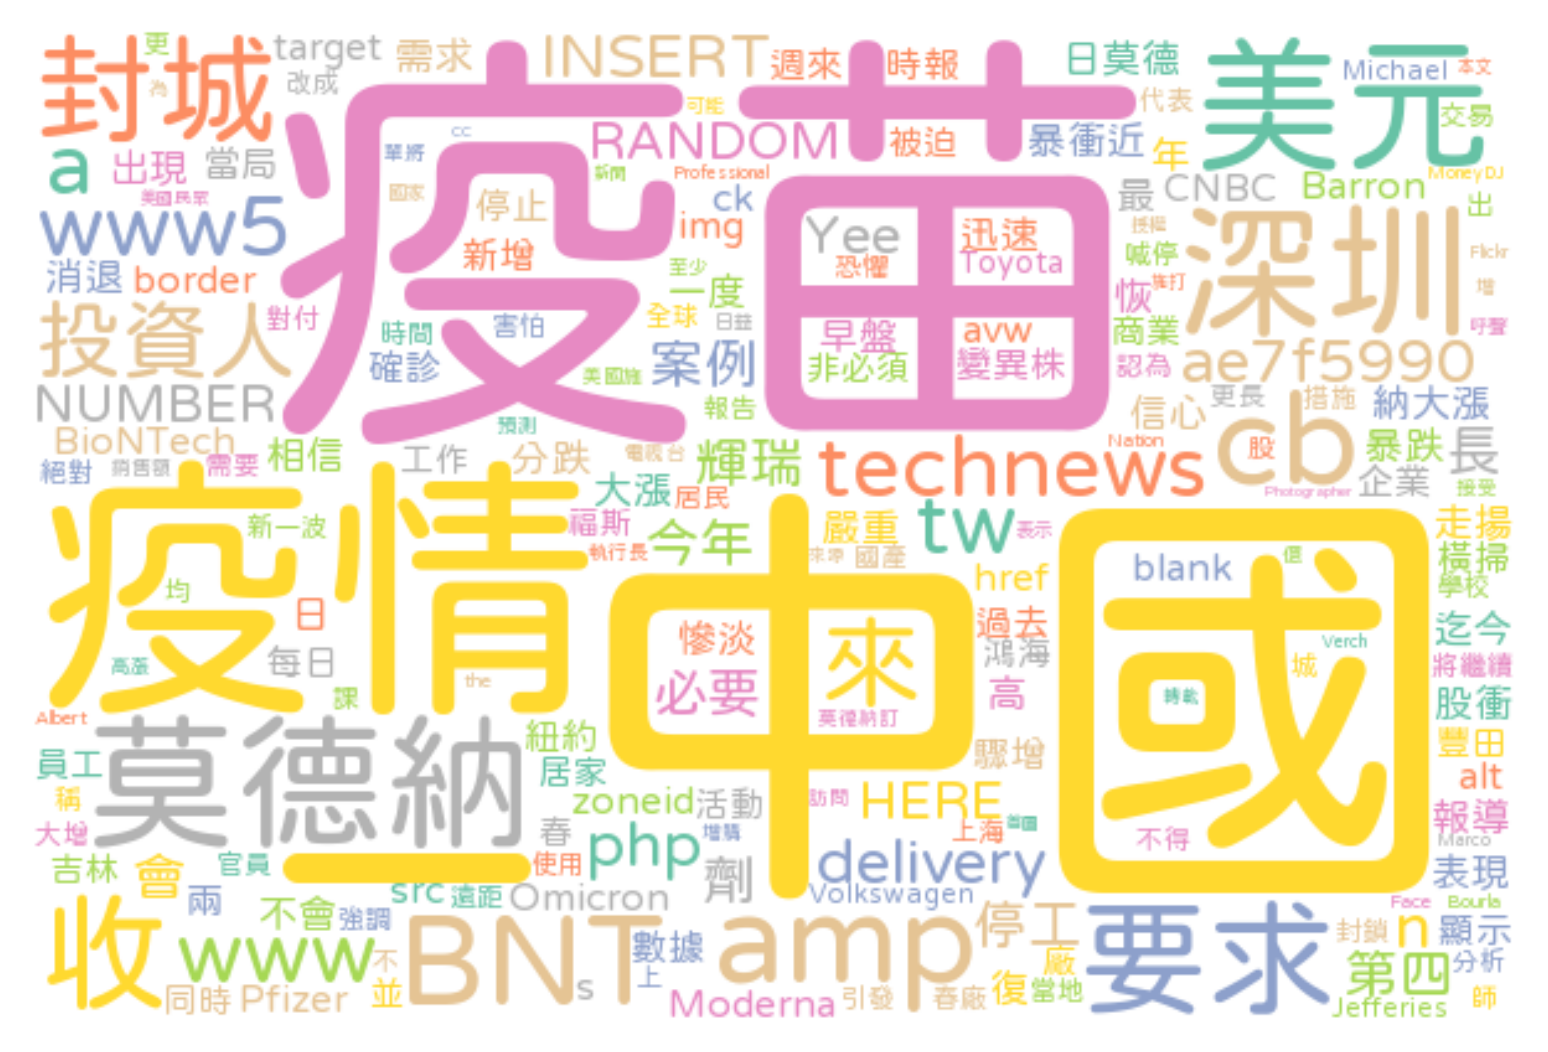 封城
更
為
target
改成
需求
INSERT
週來
時報
日莫德
美元
Michael
本文
交易
代表
可能
疫苗
cc
單將
RANDOM
被迫
暴衝近
年
a
出現
當局
美國民眾
國家
停止
新聞
Professional
ck
最
CNBC
Barron
MoneyDJ
出
www5
新增
img
Yee
恐懼
迅速
Toyota
喊停
授權
深圳
Flickr
增
呼聲
消退
border
至少
一度
恢
施打
投資人
對付
時間
害怕
全球
日益
早盤
avw
商業
確診
美國施
案例
非必須
變異株
認為
ae7f5990
NUMBER
預測
報告
信心
更長
措施
納大漲
BioNTech
相信
工作
分跌
電視台
輝瑞
technews
Nation
cb
股
暴跌
長
絕對
銷售額
需要
Photographer
企業
接受
疫情
新一波
大漲
居民
福斯
執行長
今年
嚴重
來源
國產
tw
表示
中國
blank
但
走揚
橫掃
學校
均
日
href
過去
鴻海
慘淡
來
必要
高
英德納訂
Verch
城
轉載
迄今
將繼續
股衝
高漲
每日
the
課
Albert
莫德納
紐約
驟增
豐田
員工
居家
alt
稱
zoneid
活動
訪問
HERE
上海
首圖
不得
報導
Marco
大增
春
php
增購
吉林
會
官員
一
使用
劑
delivery
表現
兩
src
遠距
Omicron
Volkswagen
Face
Bourla
收
不會
強調
www
不
並
BNT
s
數據
上
amp
停工
廠
要求
封鎖
n
顯示
第四
分析
同時
Pfizer
Moderna
引發
春廠
復
當地
Jefferies
師